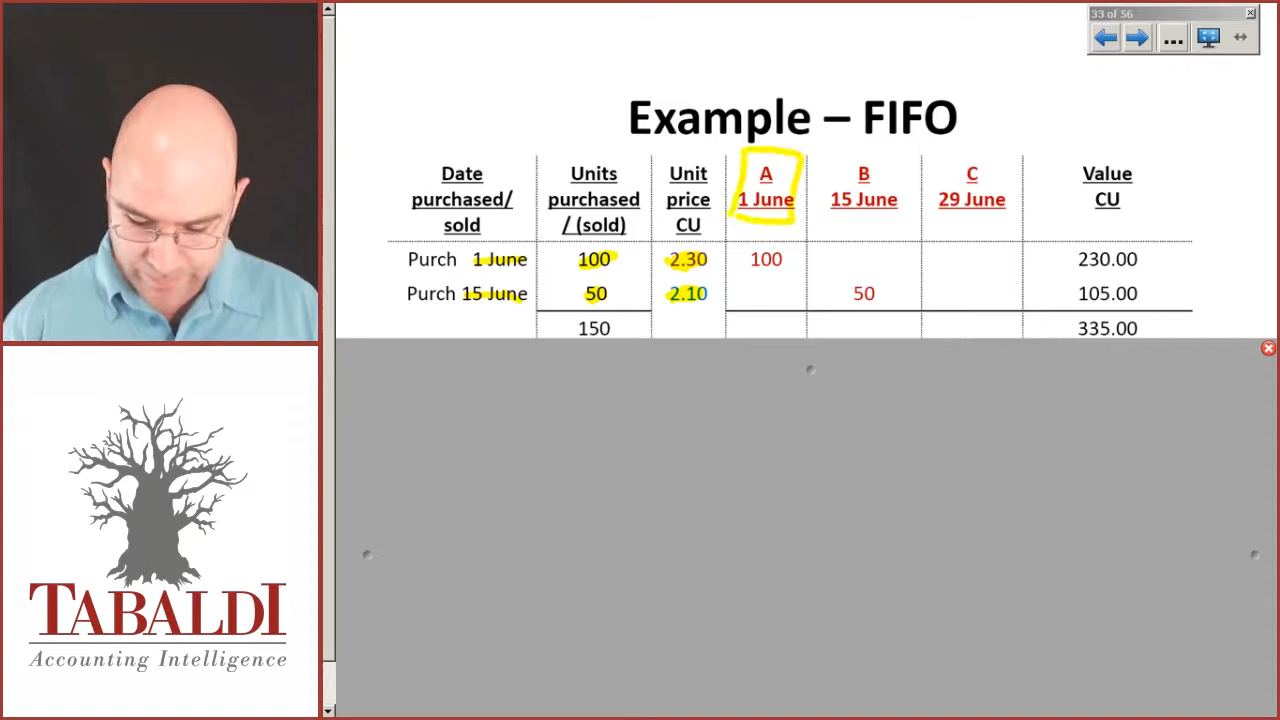 33 of 56
Example – FIFO
Date purchased/ sold
Units purchased / (sold)
Unit price CU
A 1 June
B 15 June
C 29 June
Value CU
Purch 1 June 100 2.30 100 230.00
Purch 15 June 50 2.10 50 105.00
150 335.00
TABALDI
Accounting Intelligence